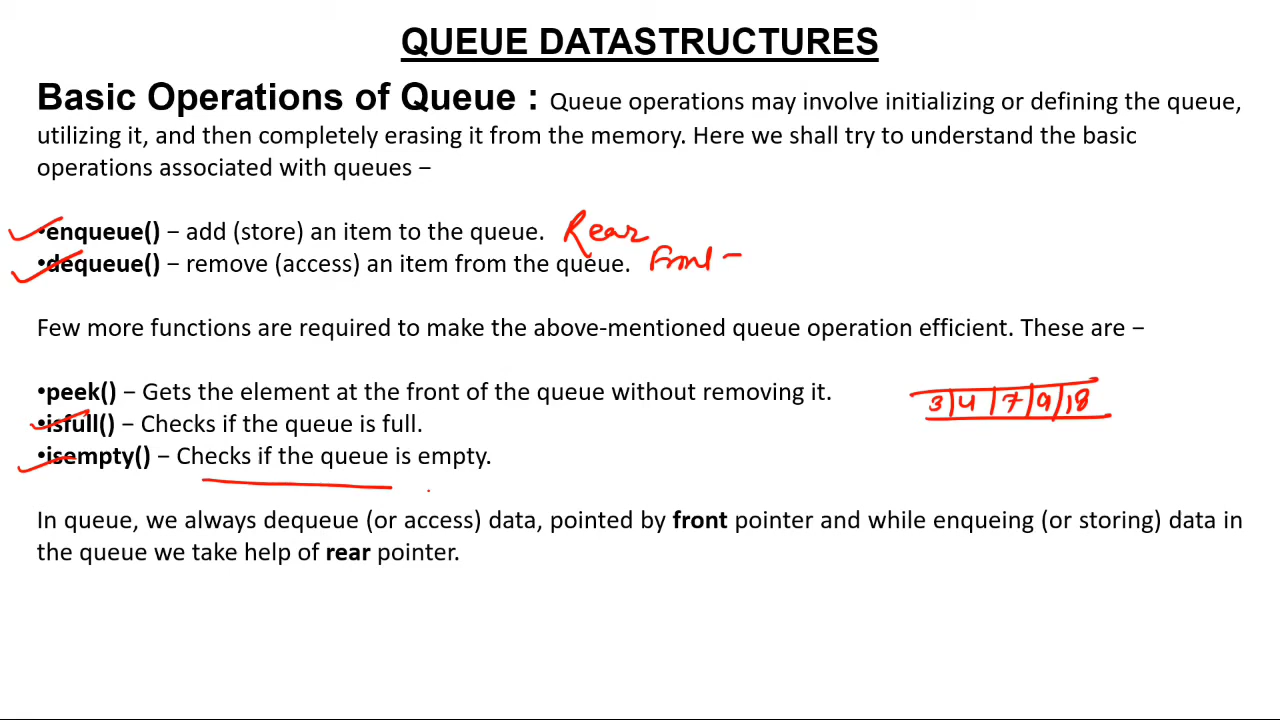 QUEUE DATASTRUCTURES
Basic Operations of Queue : Queue operations may involve initializing or defining the queue,
utilizing it, and then completely erasing it from the memory. Here we shall try to understand the basic
operations associated with queues −
•enqueue() − add (store) an item to the queue. Rear
•dequeue() − remove (access) an item from the queue. Front -
Few more functions are required to make the above-mentioned queue operation efficient. These are −
•peek() − Gets the element at the front of the queue without removing it.
3|4|7|9|18
•isfull() − Checks if the queue is full.
•isempty() − Checks if the queue is empty.
In queue, we always dequeue (or access) data, pointed by front pointer and while enqueing (or storing) data in
the queue we take help of rear pointer.